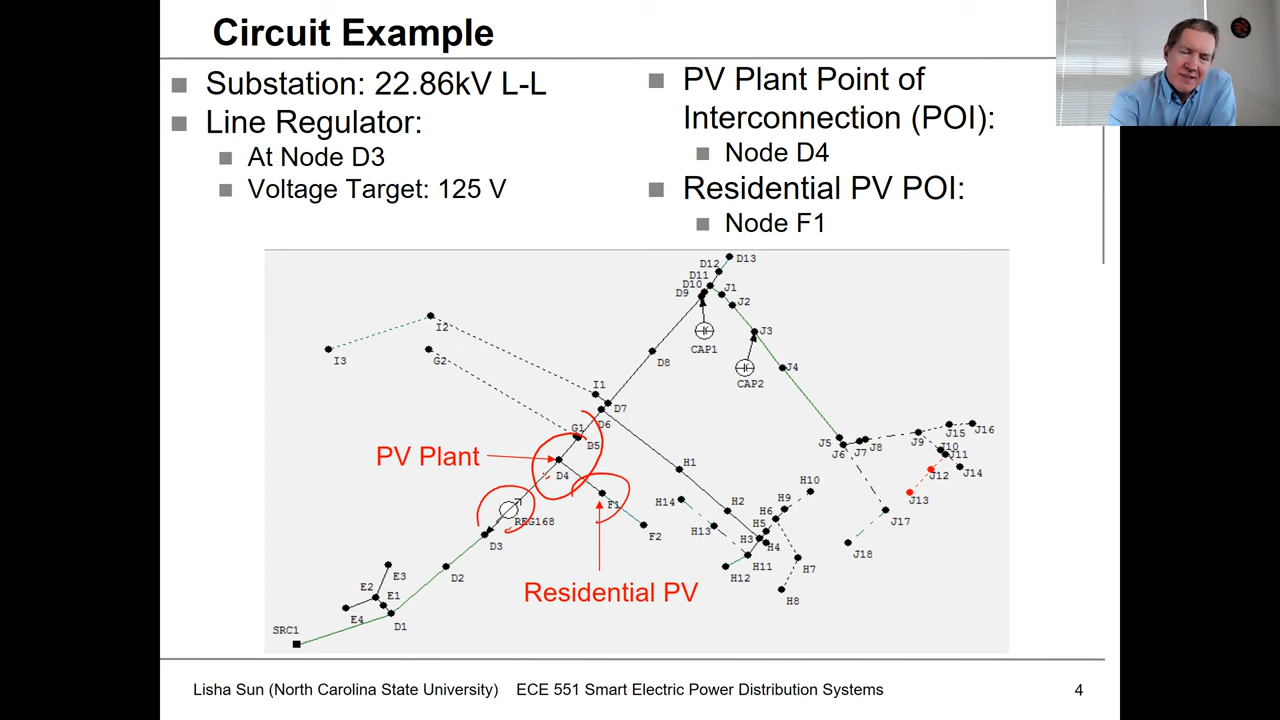 Circuit Example
Substation: 22.86kV L-L
Line Regulator:
At Node D3
Voltage Target: 125 V
PV Plant Point of
Interconnection (POI):
Node D4
Residential PV POI:
Node F1
D13
D12
D11
D10
D9
J1
J2
J3
CAP1
CAP2
J4
D8
I2
I3
G2
I1
D7
D6
G1
D5
PV Plant
D4
F1
F2
REG168
D3
D2
E3
E2
E1
E4
D1
SRC1
Residential PV
H1
H2
H14
H13
H10
H9
H6
H5
H3
H4
H11
H12
H7
H8
J5
J6
J7
J8
J9
J15
J16
J10
J11
J14
J12
J13
J17
J18
Lisha Sun (North Carolina State University) ECE 551 Smart Electric Power Distribution Systems 4